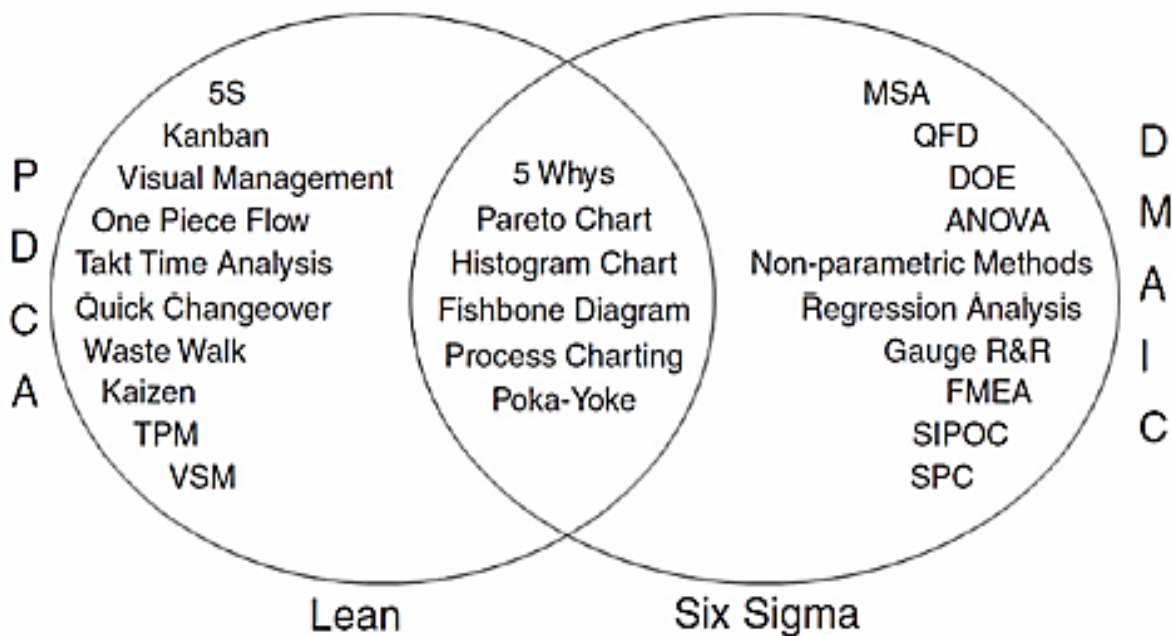 P
D
C
A
5S
Kanban
Visual Management
One Piece Flow
Takt Time Analysis
Quick Changeover
Waste Walk
Kaizen
TPM
VSM
5 Whys
Pareto Chart
Histogram Chart
Fishbone Diagram
Process Charting
Poka-Yoke
MSA
QFD
DOE
ANOVA
Non-parametric Methods
Regression Analysis
Gauge R&R
FMEA
SIPOC
SPC
D
M
A
I
C
Lean
Six Sigma